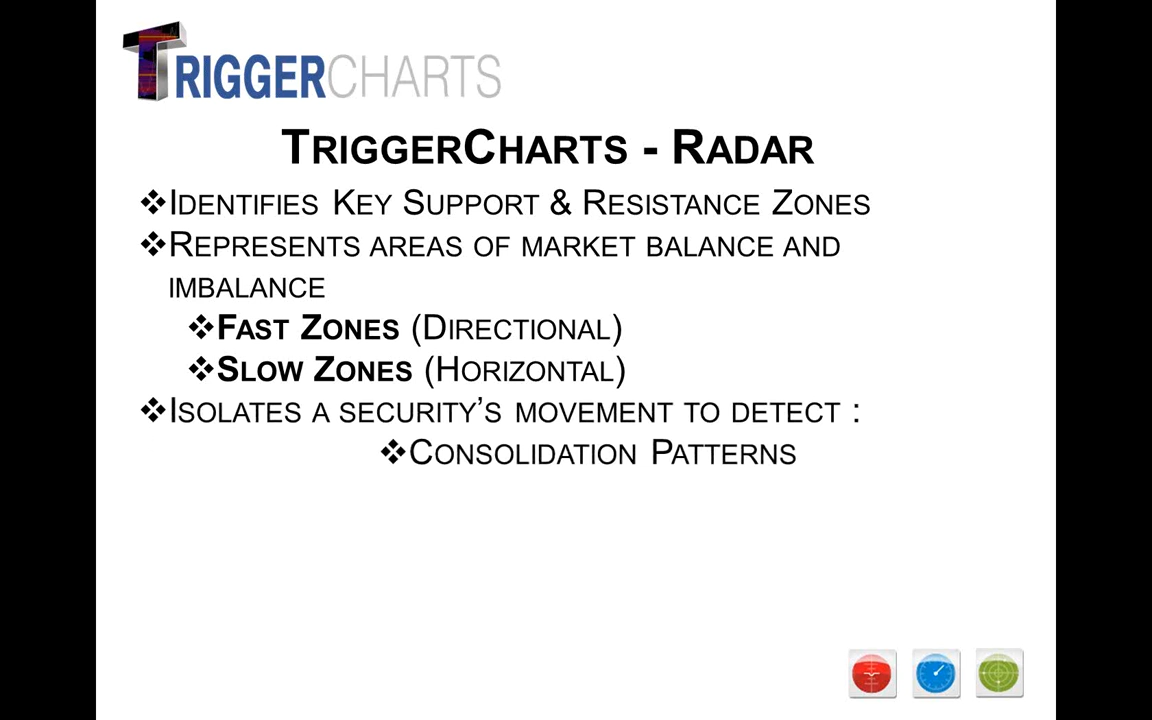 TRIGGERCHARTS
TRIGGERCHARTS - RADAR
❖IDENTIFIES KEY SUPPORT & RESISTANCE ZONES
❖REPRESENTS AREAS OF MARKET BALANCE AND
IMBALANCE
❖FAST ZONES (DIRECTIONAL)
❖SLOW ZONES (HORIZONTAL)
❖ISOLATES A SECURITY’S MOVEMENT TO DETECT :
❖CONSOLIDATION PATTERNS